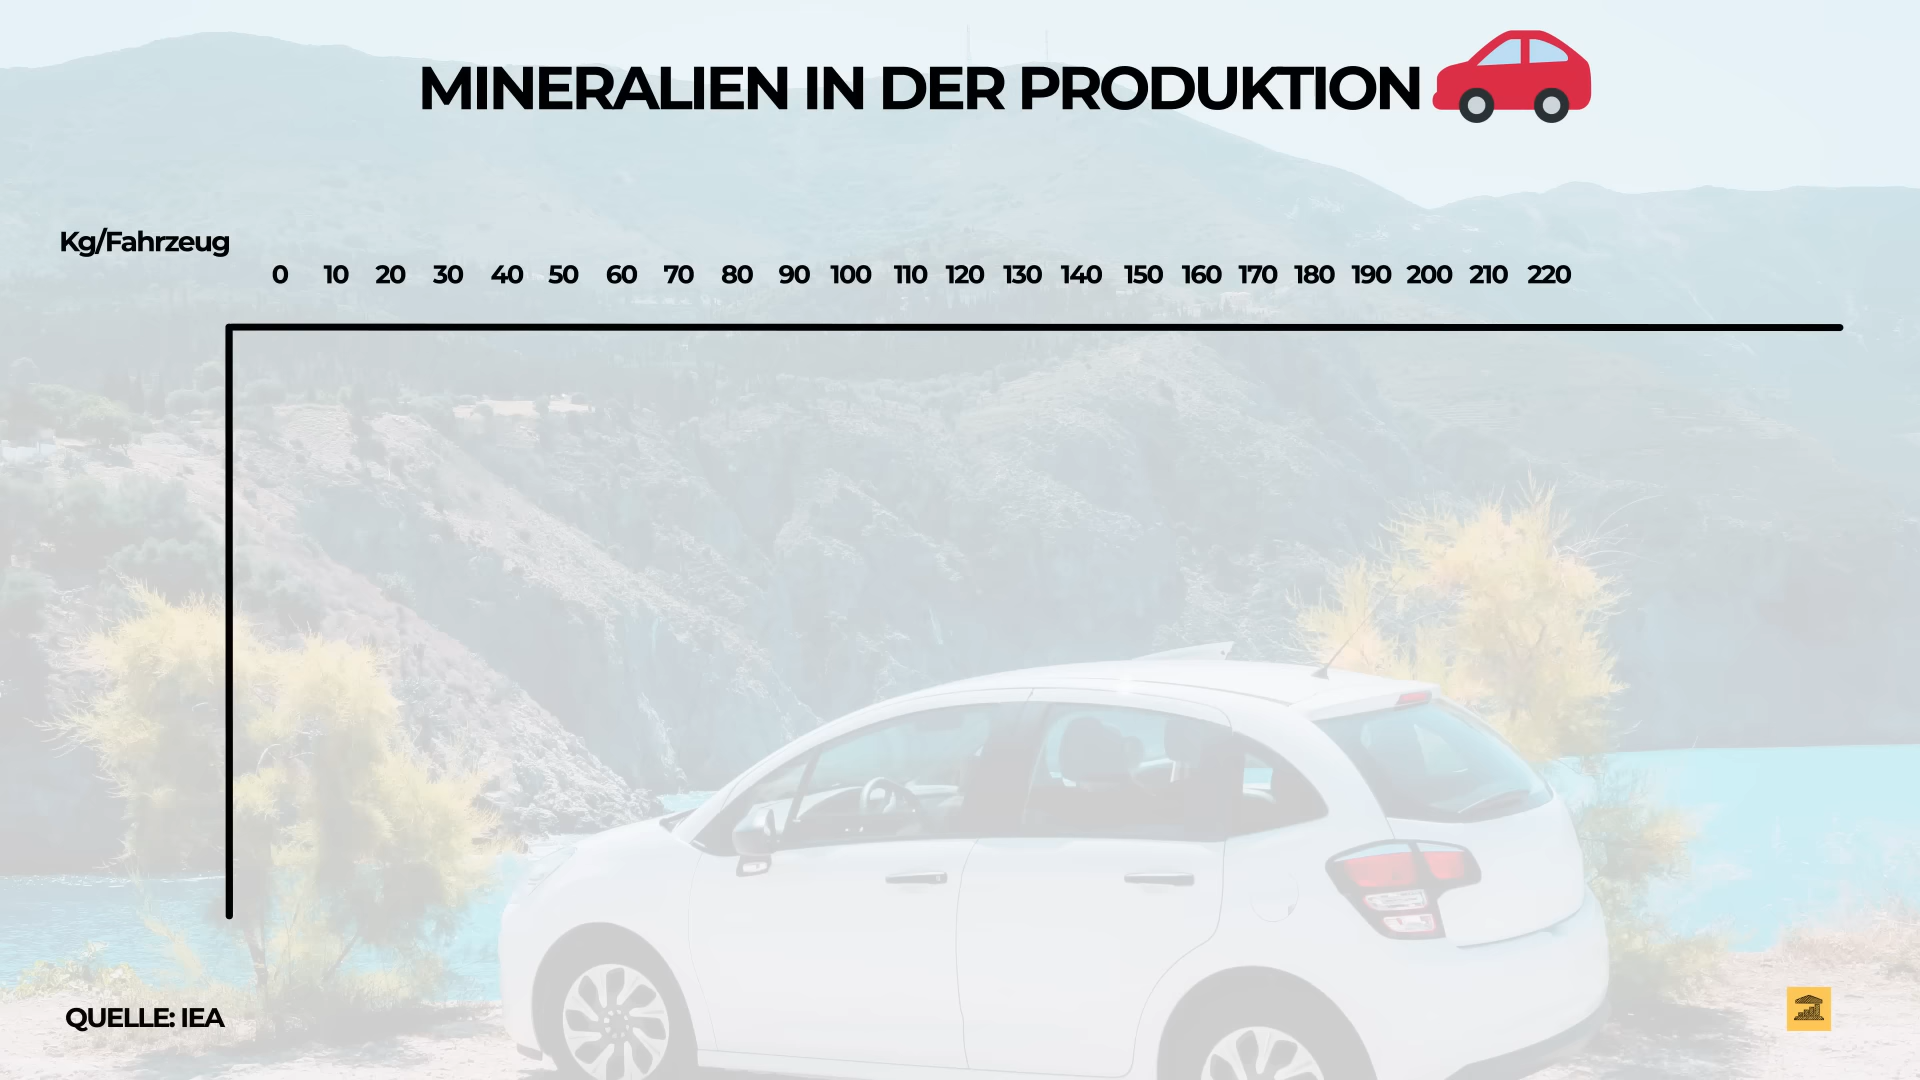 MINERALIEN IN DER PRODUKTION
Kg/Fahrzeug
0 10 20 30 40 50 60 70 80 90 100 110 120 130 140 150 160 170 180 190 200 210 220
QUELLE: IEA